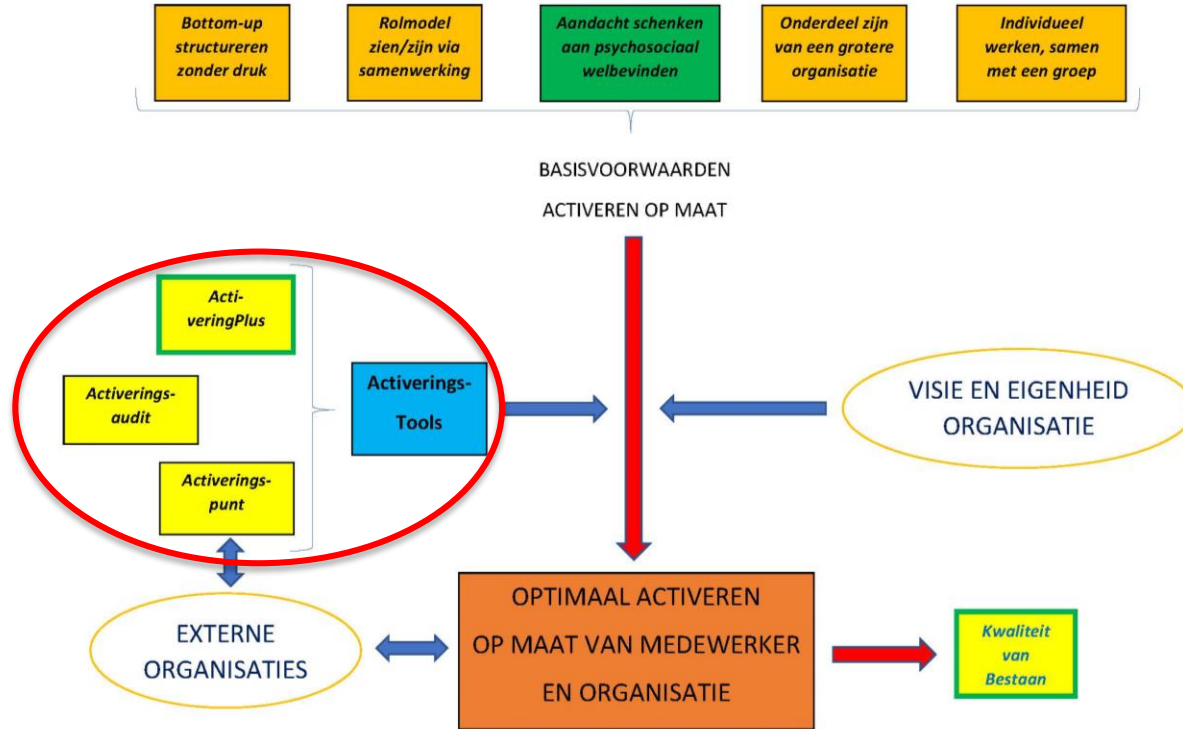 Bottom-up
structureren
zonder druk
Rolmodel
zien/zijn via
samenwerking
Aandacht schenken
aan psychosociaal
welbevinden
Onderdeel zijn
van een grotere
organisatie
Individueel
werken, samen
met een groep
BASISVOORWAARDEN
ACTIVEREN OP MAAT
Acti-
veringPlus
Activerings-
audit
Activerings-
punt
Activerings-
Tools
VISIE EN EIGENHEID
ORGANISATIE
EXTERNE
ORGANISATIES
OPTIMAAL ACTIVEREN
OP MAAT VAN MEDEWERKER
EN ORGANISATIE
Kwaliteit
van
Bestaan